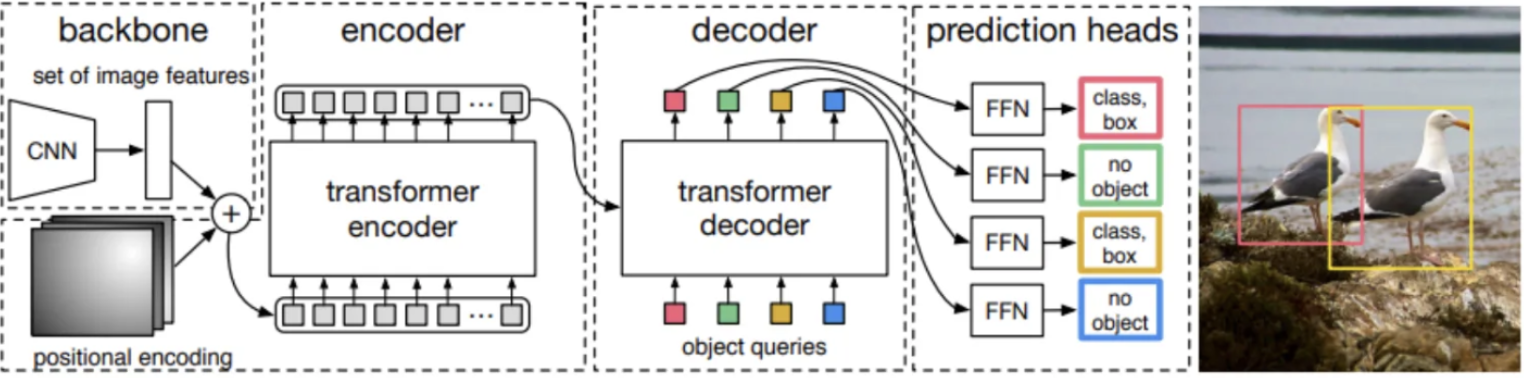 backbone
set of image features
CNN
+
positional encoding
encoder
...
transformer
encoder
...
decoder
transformer
decoder
object queries
prediction heads
FFN
class,
box
FFN
no
object
FFN
class,
box
FFN
no
object